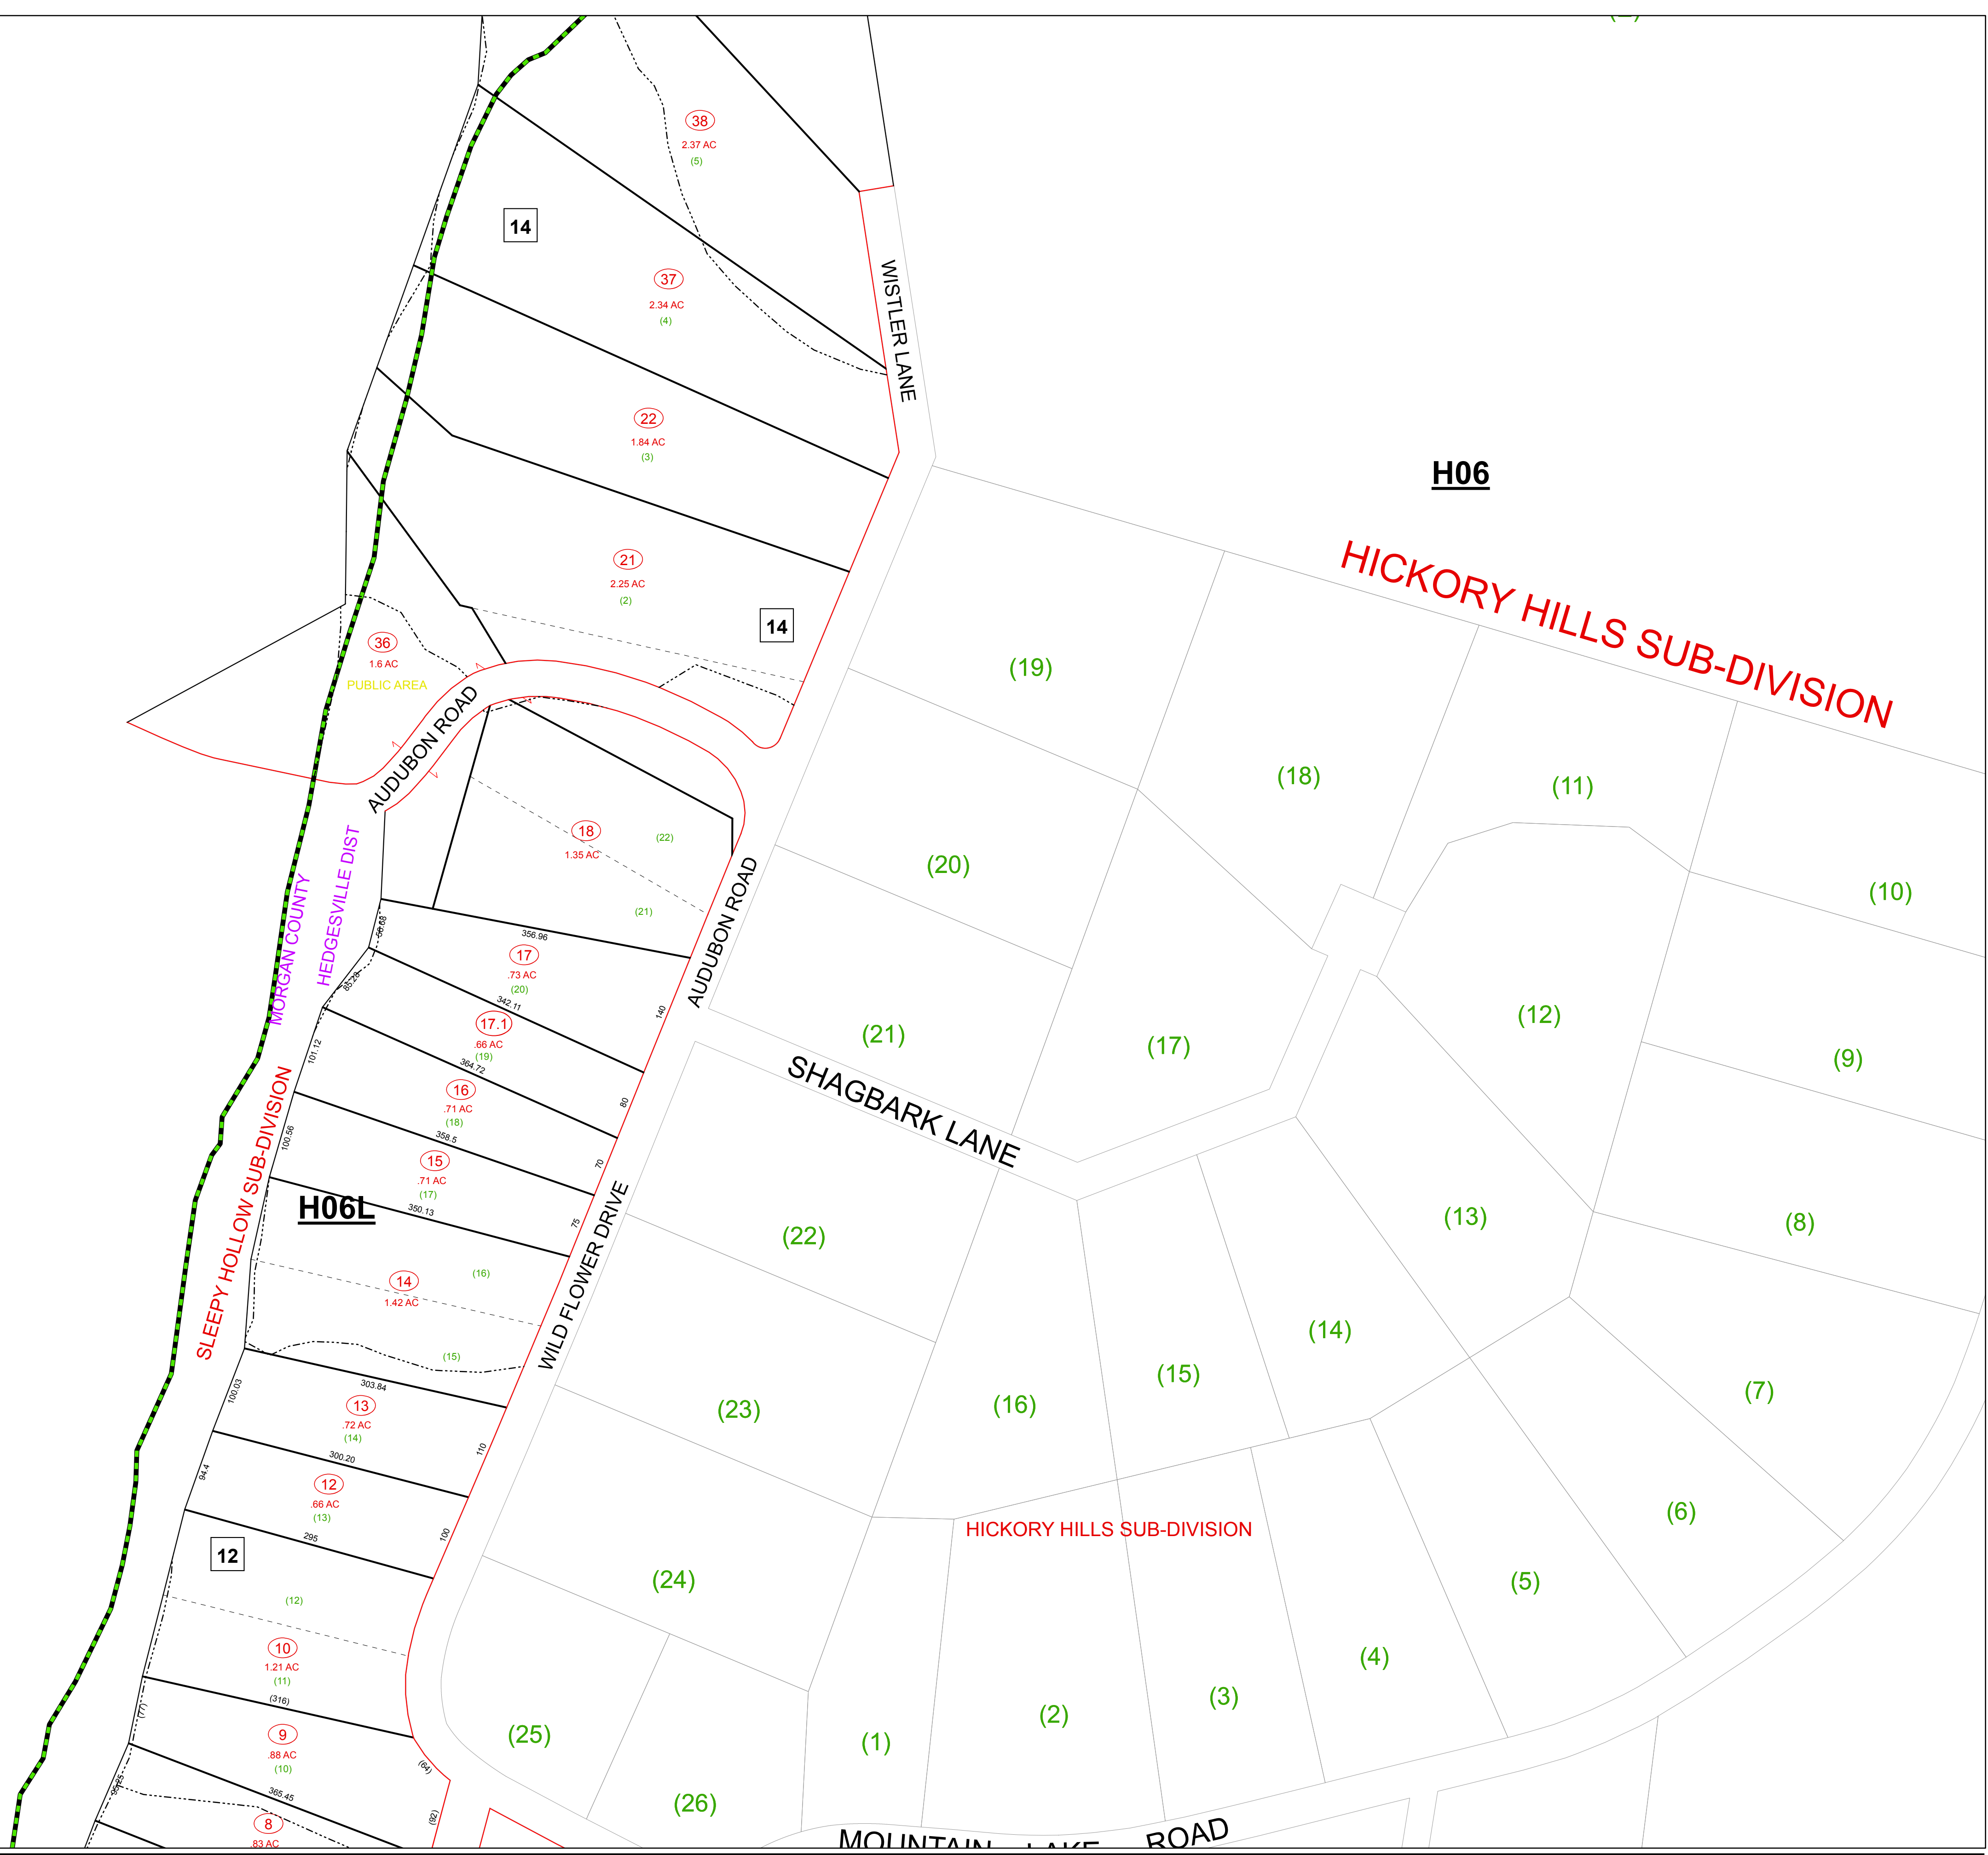 38
2.37 AC
(5)
14
37
2.34 AC
(4)
WISTLER LANE
22
1.84 AC
(3)
H06
HICKORY HILLS SUB-DIVISION
21
2.25 AC
(2)
14
36
1.6 AC
PUBLIC AREA
AUDUBON ROAD
(19)
(18)
(11)
(10)
18
1.35 AC
(22)
(21)
(20)
AUDUBON ROAD
MORGAN COUNTY
HEDGESVILLE DIST
356.96
17
.73 AC
(20)
342.11
85.29
140
17.1
.66 AC
(19)
364.72
101.12
80
(21)
(17)
(12)
(9)
SHAGBARK LANE
16
.71 AC
(18)
358.5
100.56
70
15
.71 AC
(17)
350.13
75
SLEEPY HOLLOW SUB-DIVISION
H06L
WILD FLOWER DRIVE
(22)
(13)
(8)
14
1.42 AC
(16)
(15)
303.84
100.03
(23)
(16)
(15)
(14)
(7)
13
.72 AC
(14)
300.20
94.4
110
12
.66 AC
(13)
295
100
12
HICKORY HILLS SUB-DIVISION
(24)
(6)
(5)
(4)
(12)
10
1.21 AC
(11)
(316)
(77)
9
.88 AC
(10)
365.45
95.25
(64)
(92)
(25)
(26)
(1)
(2)
(3)
8
.83 AC
MOUNTAIN LAKE ROAD